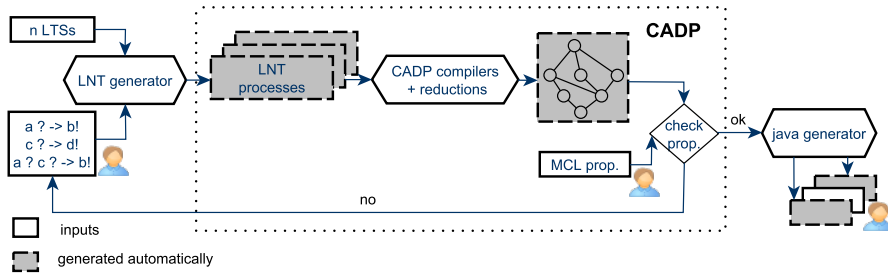 n LTSs
CADP
LNT generator
LNT
processes
CADP compilers
+ reductions
a ? -> b!
c ? -> d!
a ? c ? -> b!
check
prop.
ok
java generator
MCL prop.
no
inputs
generated automatically